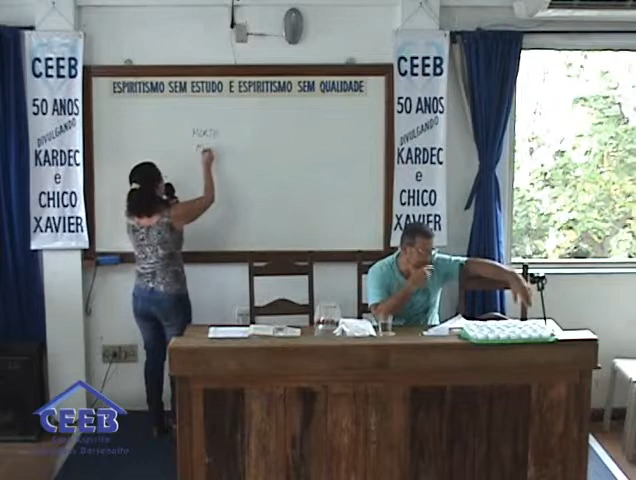 ESPIRITISMO SEM ESTUDO E ESPIRITISMO SEM QUALIDADE
CEEB
50 ANOS
DIVULGANDO
KARDEC
e
CHICO
XAVIER
CEEB
50 ANOS
DIVULGANDO
KARDEC
e
CHICO
XAVIER
CEEB